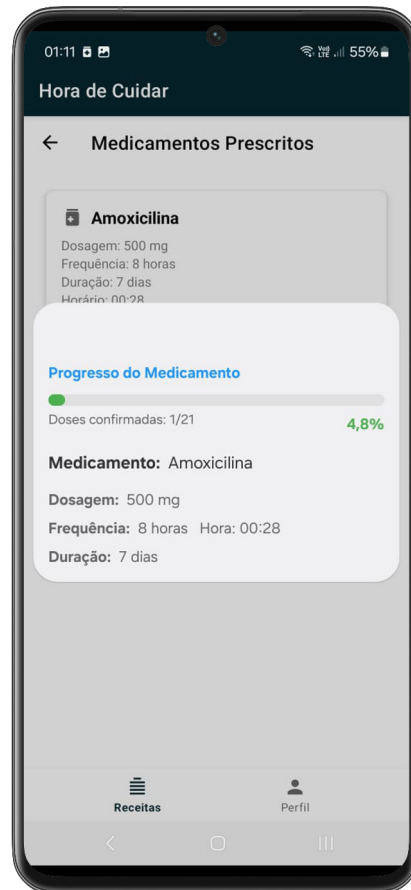 01:11 55%
Hora de Cuidar
Medicamentos Prescritos
Amoxicilina
Dosagem: 500 mg
Frequência: 8 horas
Duração: 7 dias
Horário: 00:28
Progresso do Medicamento
Doses confirmadas: 1/21
4,8%
Medicamento: Amoxicilina
Dosagem: 500 mg
Frequência: 8 horas Hora: 00:28
Duração: 7 dias
Receitas Perfil